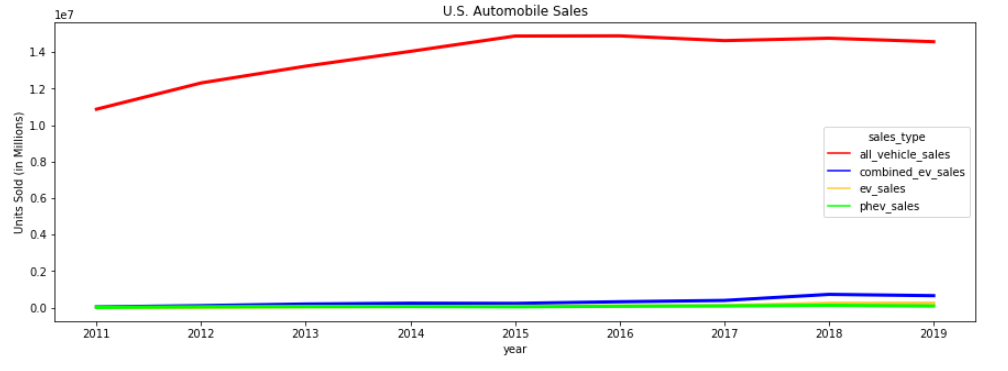 U.S. Automobile Sales
1e7
1.4
1.2
1.0
0.8
0.6
0.4
0.2
0.0
Units Sold (in Millions)
sales_type
all_vehicle_sales
combined_ev_sales
ev_sales
phev_sales
2011 2012 2013 2014 2015 2016 2017 2018 2019
year